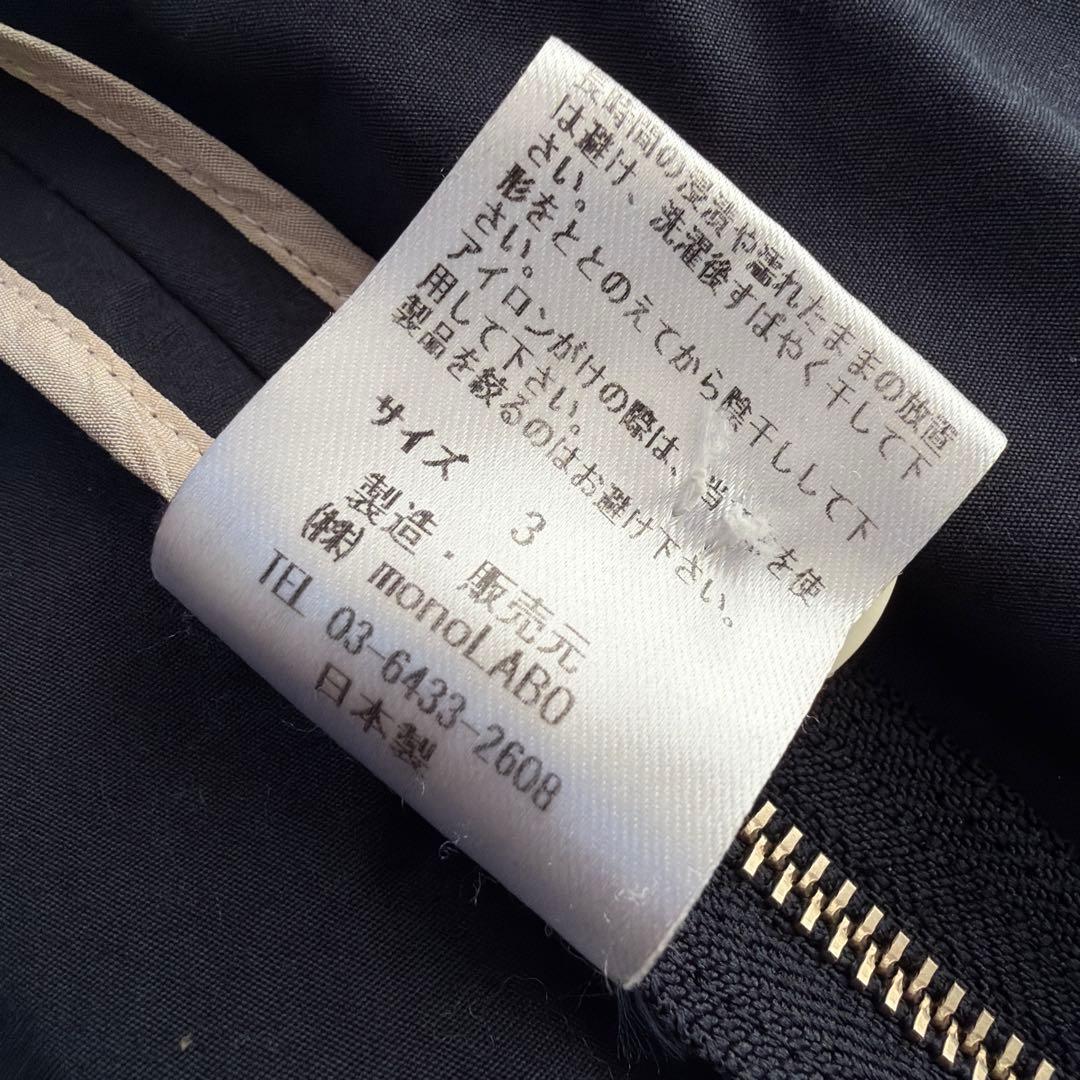 長時間の浸漬や濡れたままの放置
は避け、洗濯後すばやく干して下
さい。
形をととのえてから陰干しして下
さい。
アイロンがけの際は、当 を使
用して下さい。
製品を絞るのはお避け下さい。
サイズ 3
製造・販売元
(株) monoLABO
TEL 03-6433-2608
日本製